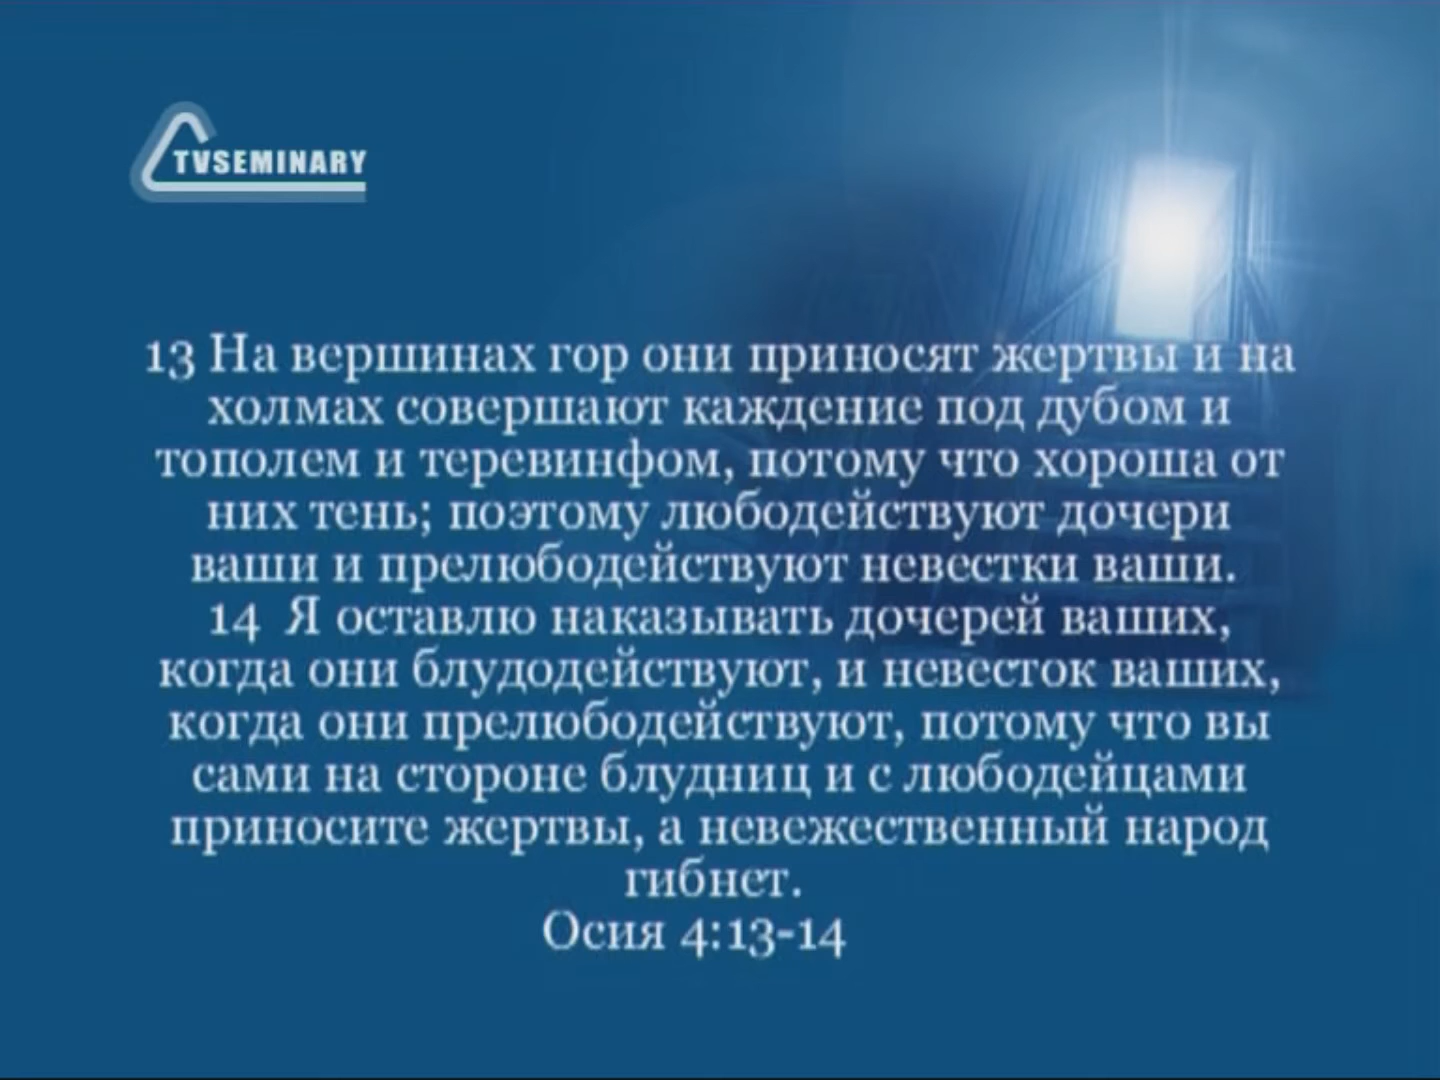 TVSEMINARY
13 На вершинах гор они приносят жертвы и на
холмах совершают каждение под дубом и
тополем и теревинфом, потому что хороша от
них тень; поэтому любодействуют дочери
ваши и прелюбодействуют невестки ваши.
14 Я оставлю наказывать дочерей ваших,
когда они блудодействуют, и невесток ваших,
когда они прелюбодействуют, потому что вы
сами на стороне блудниц и с любодейцами
приносите жертвы, а невежественный народ
гибнет.
Осия 4:13-14